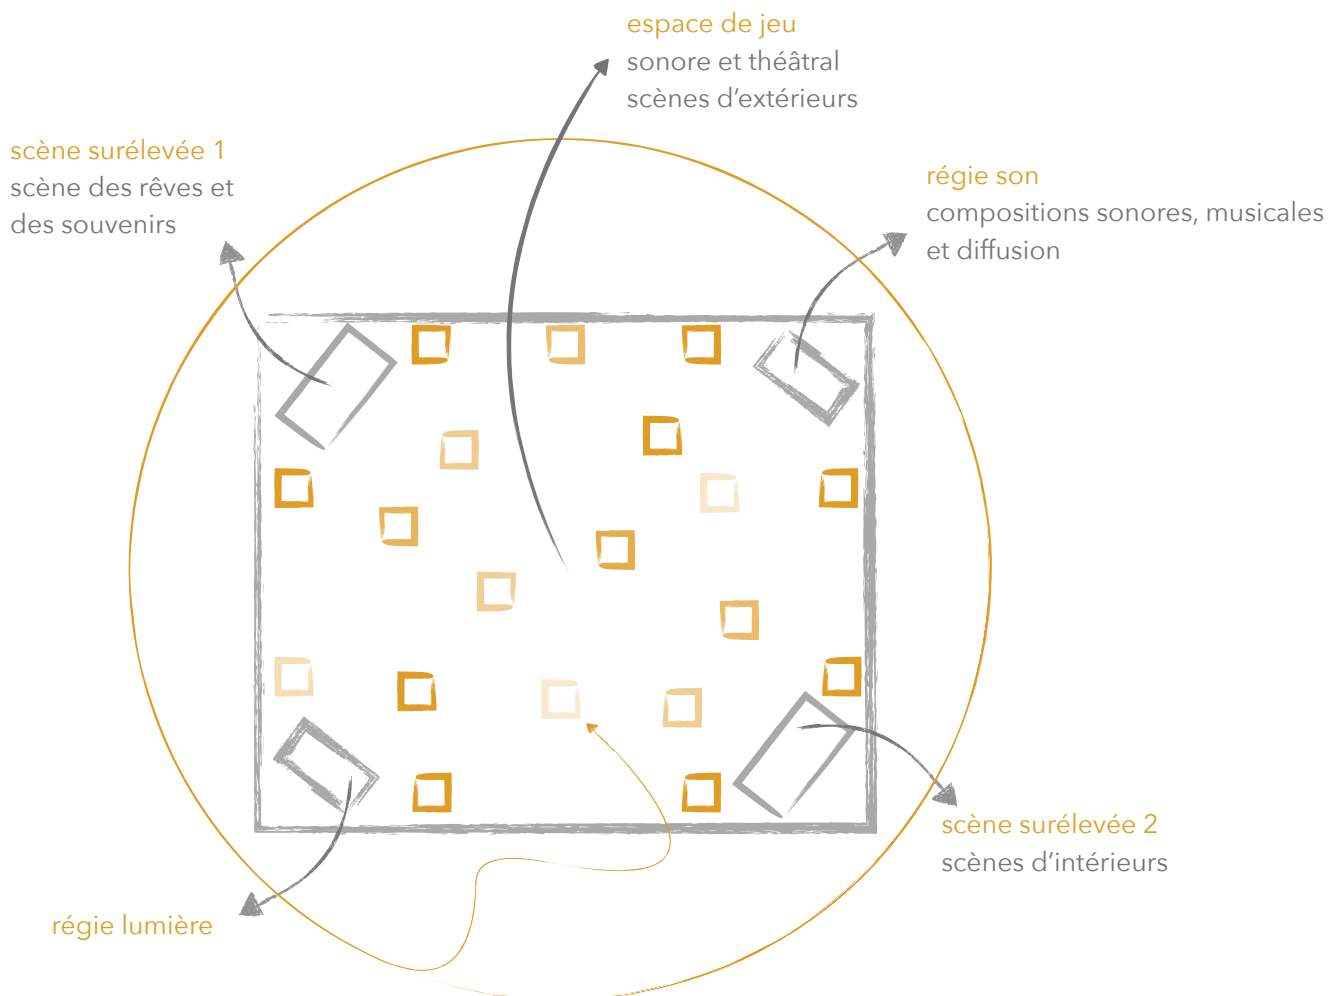 espace de jeu
sonore et théâtral
scènes d’extérieurs
scène surélevée 1
scène des rêves et
des souvenirs
régie son
compositions sonores, musicales
et diffusion
scène surélevée 2
scènes d’intérieurs
régie lumière